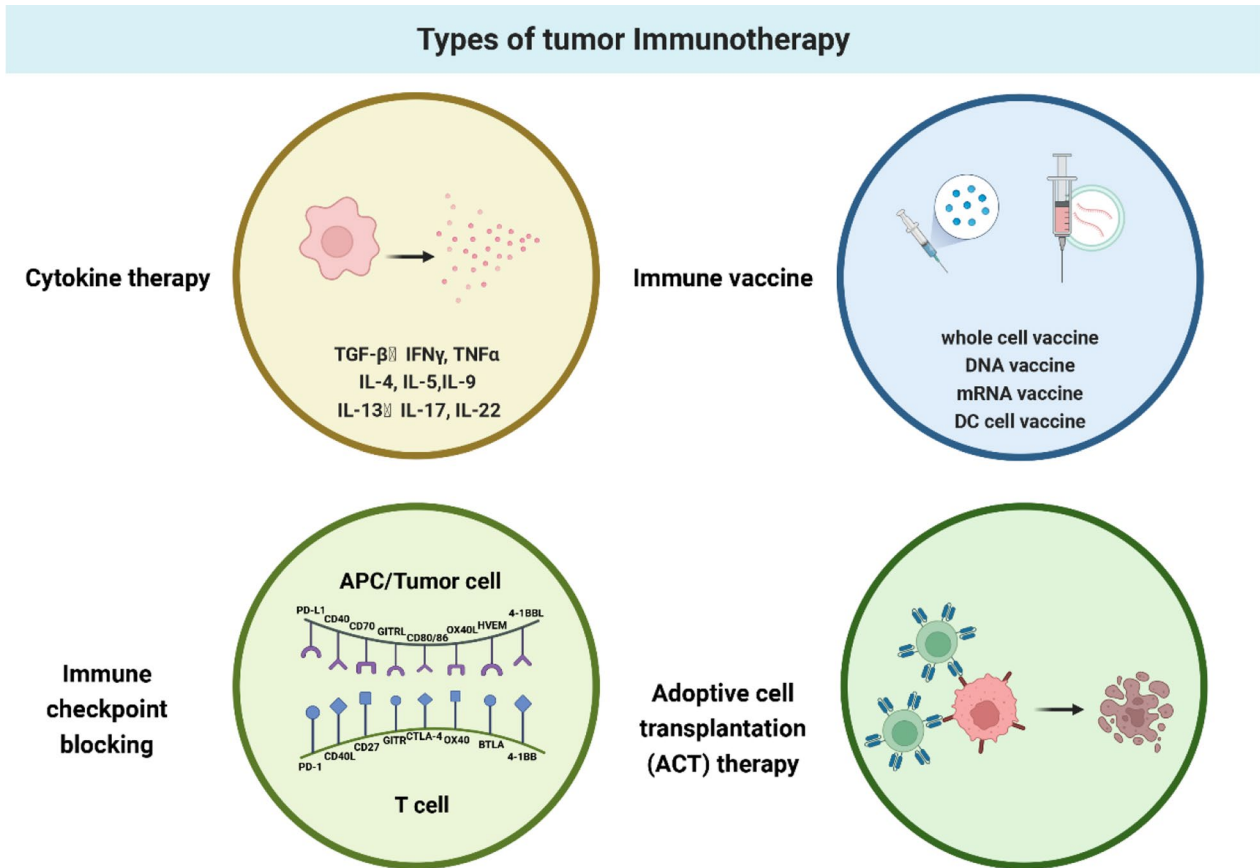 Types of tumor Immunotherapy
Cytokine therapy
TGF-β▯ IFNγ, TNFα
IL-4, IL-5,IL-9
IL-13▯ IL-17, IL-22
Immune vaccine
whole cell vaccine
DNA vaccine
mRNA vaccine
DC cell vaccine
Immune
checkpoint
blocking
APC/Tumor cell
PD-L1 CD40 CD70 GITRL CD80/86 OX40L HVEM 4-1BBL
PD-1 CD40L CD27 GITR CTLA-4 OX40 BTLA 4-1BB
T cell
Adoptive cell
transplantation
(ACT) therapy